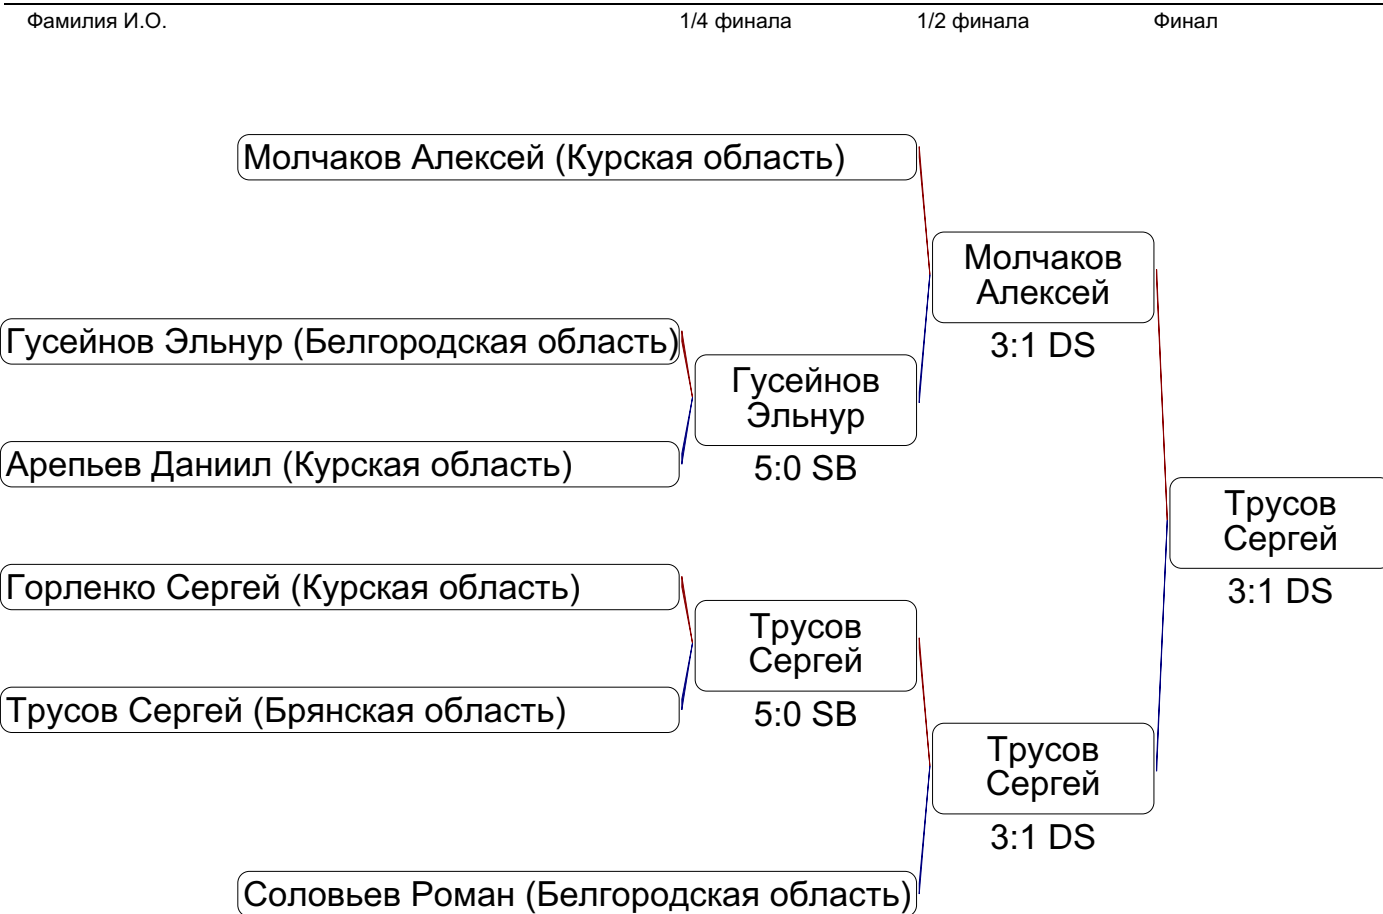 Фамилия И.О.
1/4 финала
1/2 финала
Финал
Молчаков Алексей (Курская область)
Молчаков
Алексей
3:1 DS
Гусейнов Эльнур (Белгородская область)
Гусейнов
Эльнур
5:0 SB
Арепьев Даниил (Курская область)
Трусов
Сергей
3:1 DS
Горленко Сергей (Курская область)
Трусов
Сергей
5:0 SB
Трусов Сергей (Брянская область)
Трусов
Сергей
3:1 DS
Соловьев Роман (Белгородская область)